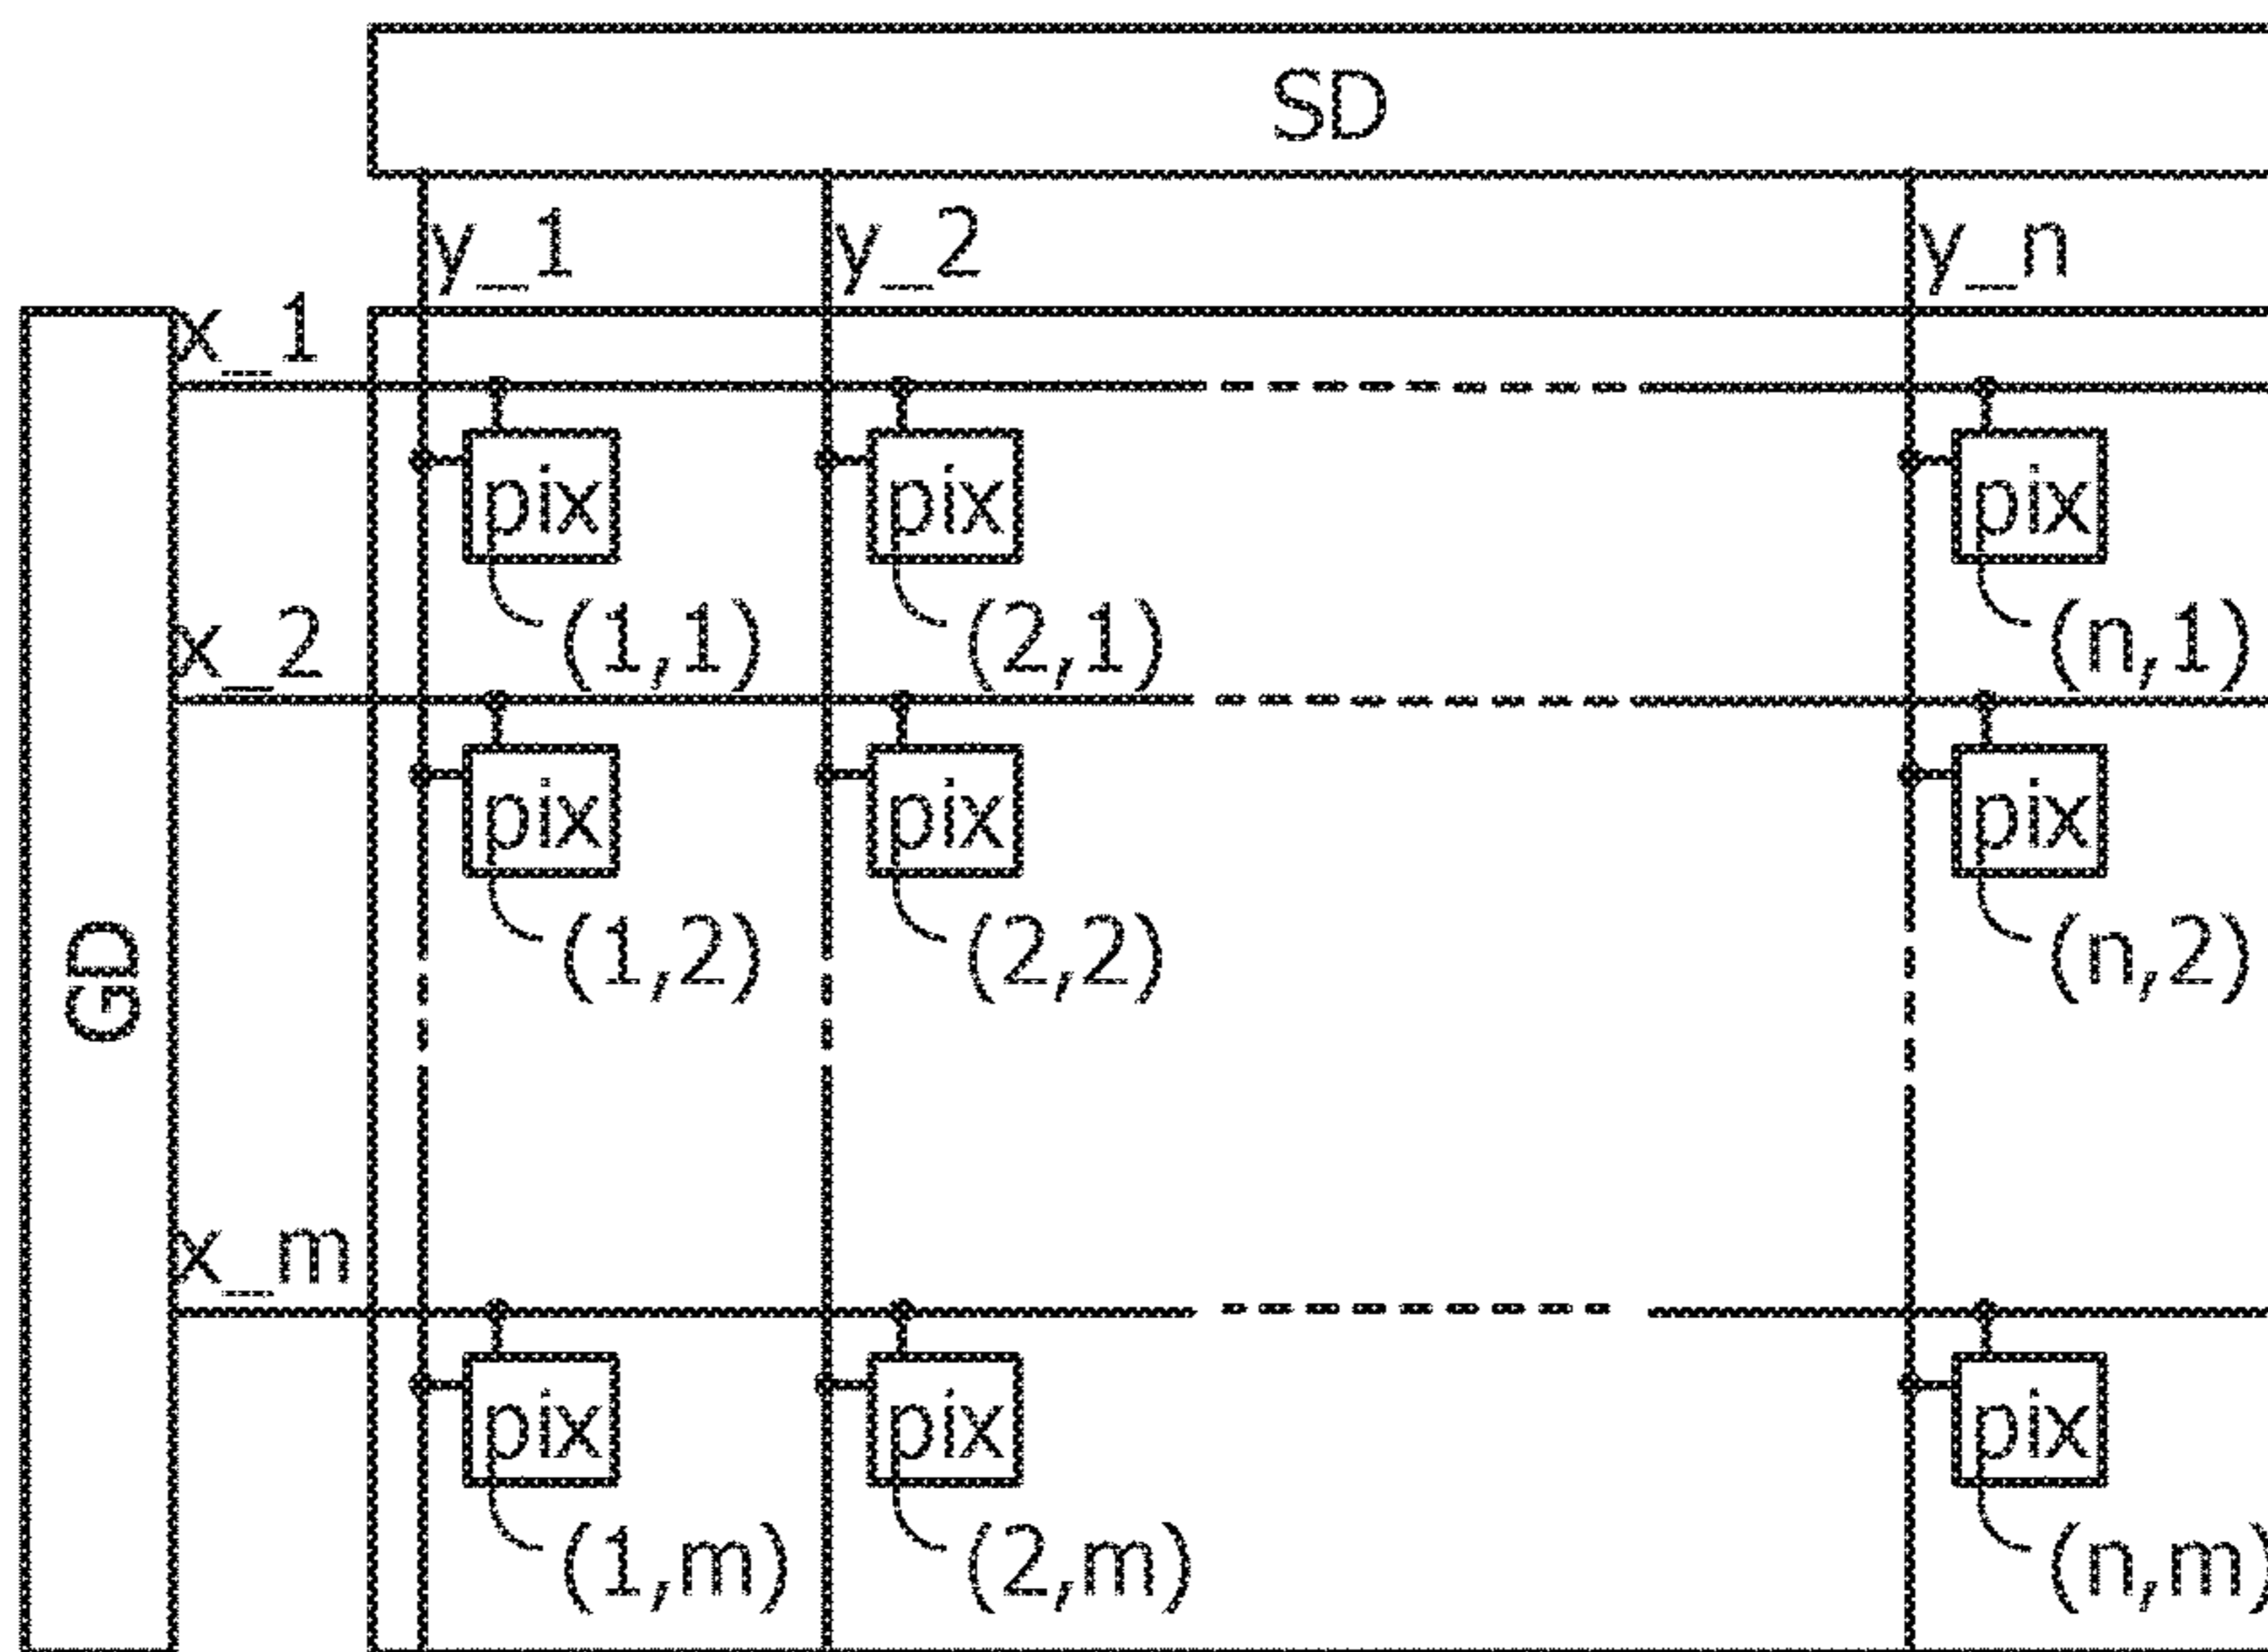 SD
y_1 y_2 y_n
x_1
pix pix pix
(1,1) (2,1) (n,1)
x_2
pix pix pix
(1,2) (2,2) (n,2)
GD
x_m
pix pix pix
(1,m) (2,m) (n,m)